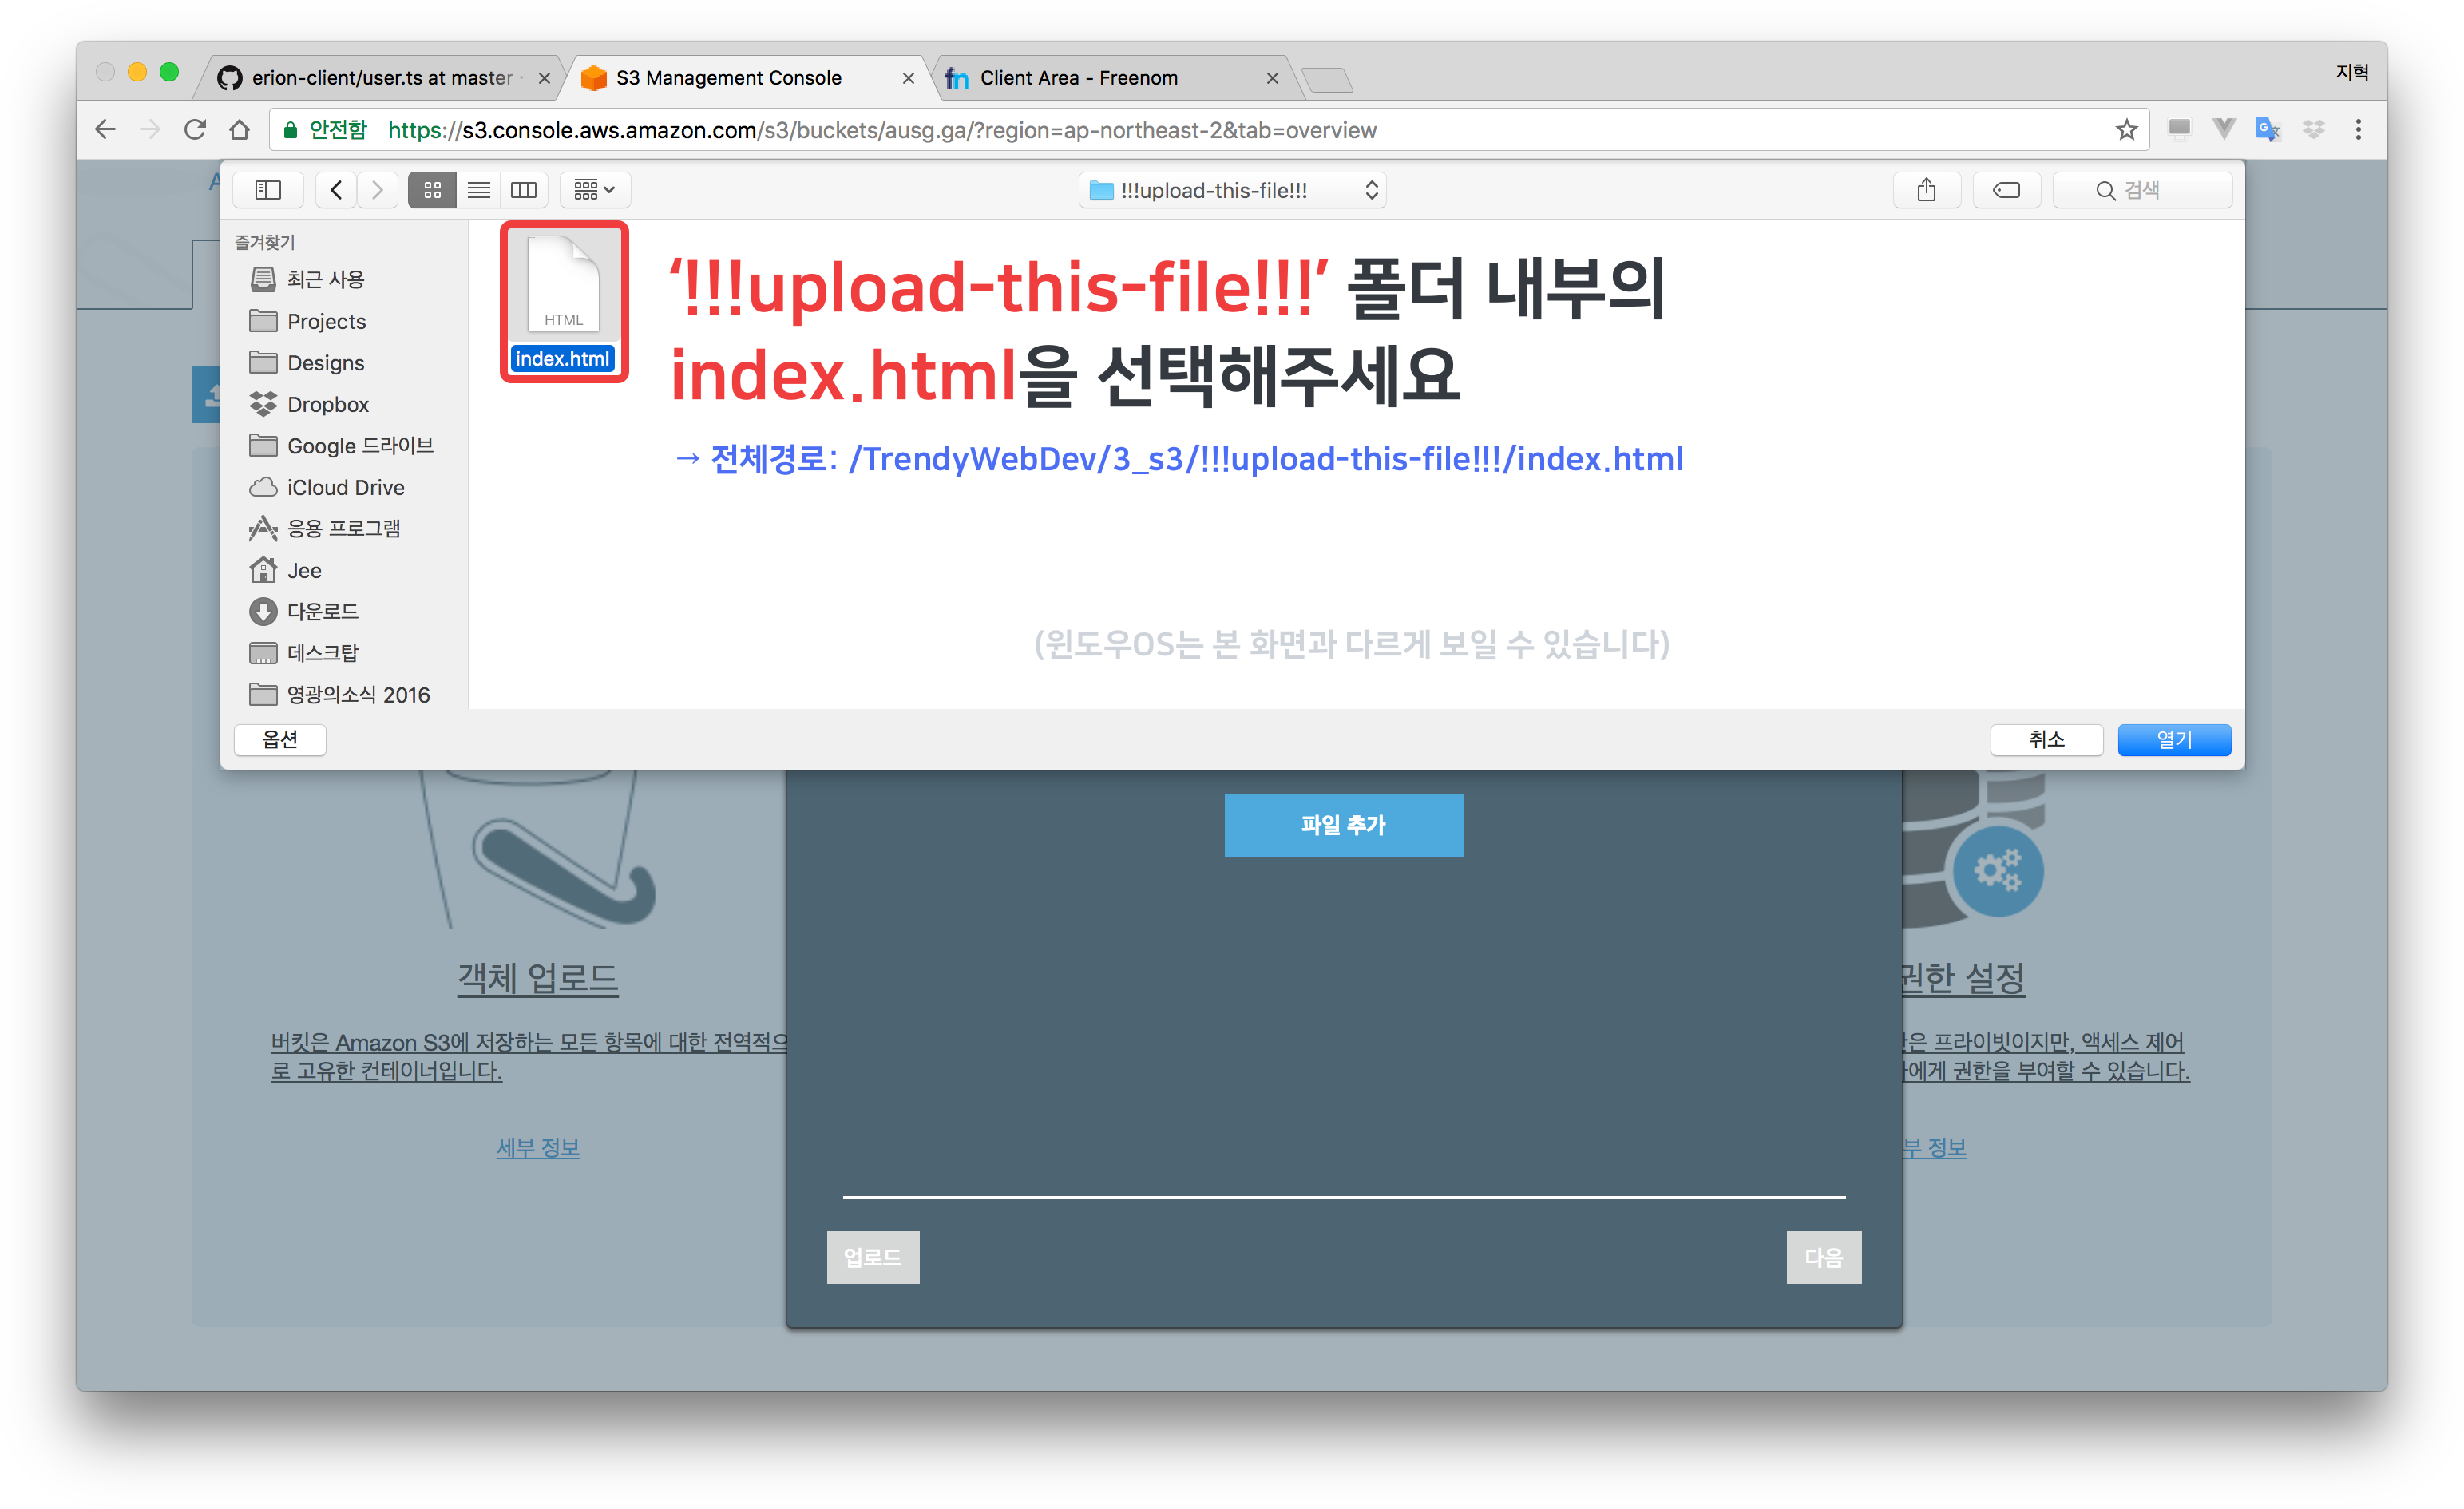 erion-client/user.ts at master
S3 Management Console
Client Area - Freenom
지혁
안전함
https://s3.console.aws.amazon.com/s3/buckets/ausg.ga/?region=ap-northeast-2&tab=overview
!!!upload-this-file!!!
검색
즐겨찾기
최근 사용
Projects
Designs
Dropbox
Google 드라이브
iCloud Drive
응용 프로그램
Jee
다운로드
데스크탑
영광의소식 2016
HTML
index.html
‘!!!upload-this-file!!!’ 폴더 내부의
index.html을 선택해주세요
→ 전체경로: /TrendyWebDev/3_s3/!!!upload-this-file!!!/index.html
(윈도우OS는 본 화면과 다르게 보일 수 있습니다)
옵션
취소
열기
파일 추가
객체 업로드
버킷은 Amazon S3에 저장하는 모든 항목에 대한 전역적으
로 고유한 컨테이너입니다.
세부 정보
권한 설정
은 프라이빗이지만, 액세스 제어
에게 권한을 부여할 수 있습니다.
부 정보
업로드
다음